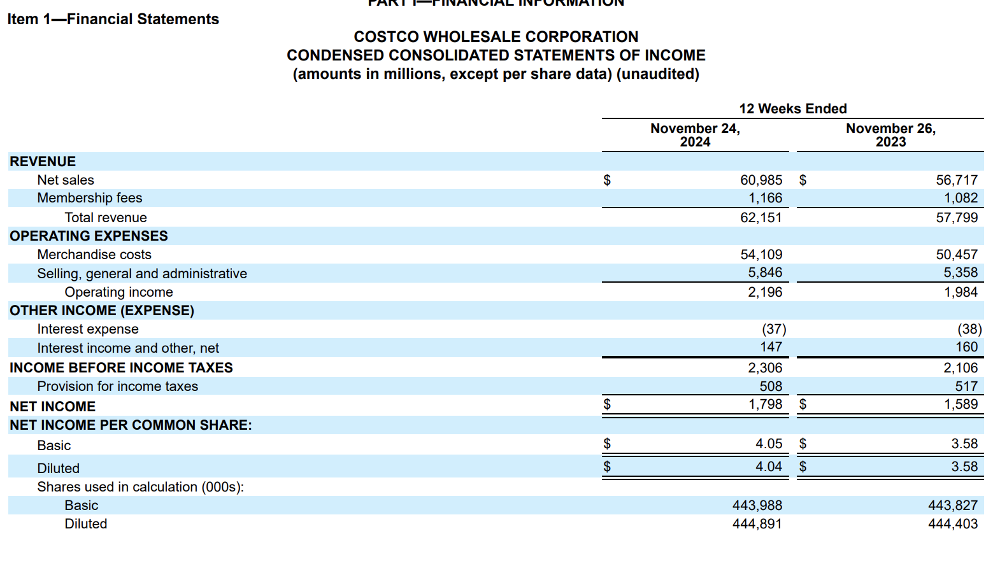 PART I—FINANCIAL INFORMATION
Item 1—Financial Statements
COSTCO WHOLESALE CORPORATION
CONDENSED CONSOLIDATED STATEMENTS OF INCOME
(amounts in millions, except per share data) (unaudited)
12 Weeks Ended
November 24, 2024 November 26, 2023
REVENUE
Net sales $ 60,985 $ 56,717
Membership fees 1,166 1,082
Total revenue 62,151 57,799
OPERATING EXPENSES
Merchandise costs 54,109 50,457
Selling, general and administrative 5,846 5,358
Operating income 2,196 1,984
OTHER INCOME (EXPENSE)
Interest expense (37) (38)
Interest income and other, net 147 160
INCOME BEFORE INCOME TAXES 2,306 2,106
Provision for income taxes 508 517
NET INCOME $ 1,798 $ 1,589
NET INCOME PER COMMON SHARE:
Basic $ 4.05 $ 3.58
Diluted $ 4.04 $ 3.58
Shares used in calculation (000s):
Basic 443,988 443,827
Diluted 444,891 444,403